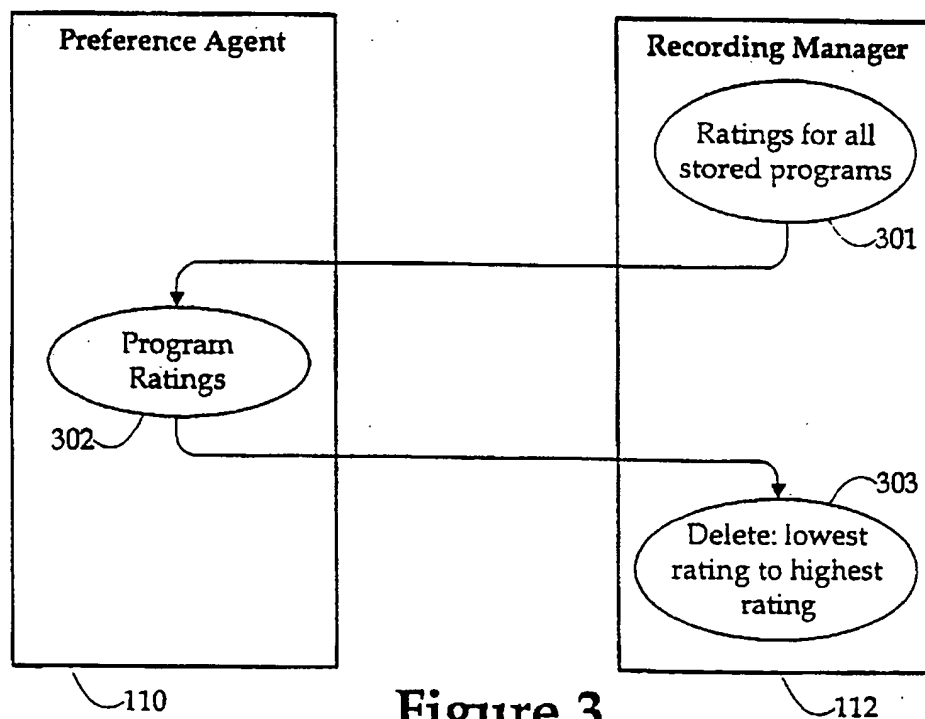 Preference Agent
Recording Manager
Ratings for all
stored programs
301
Program
Ratings
302
303
Delete: lowest
rating to highest
rating
110
112
Figure 3